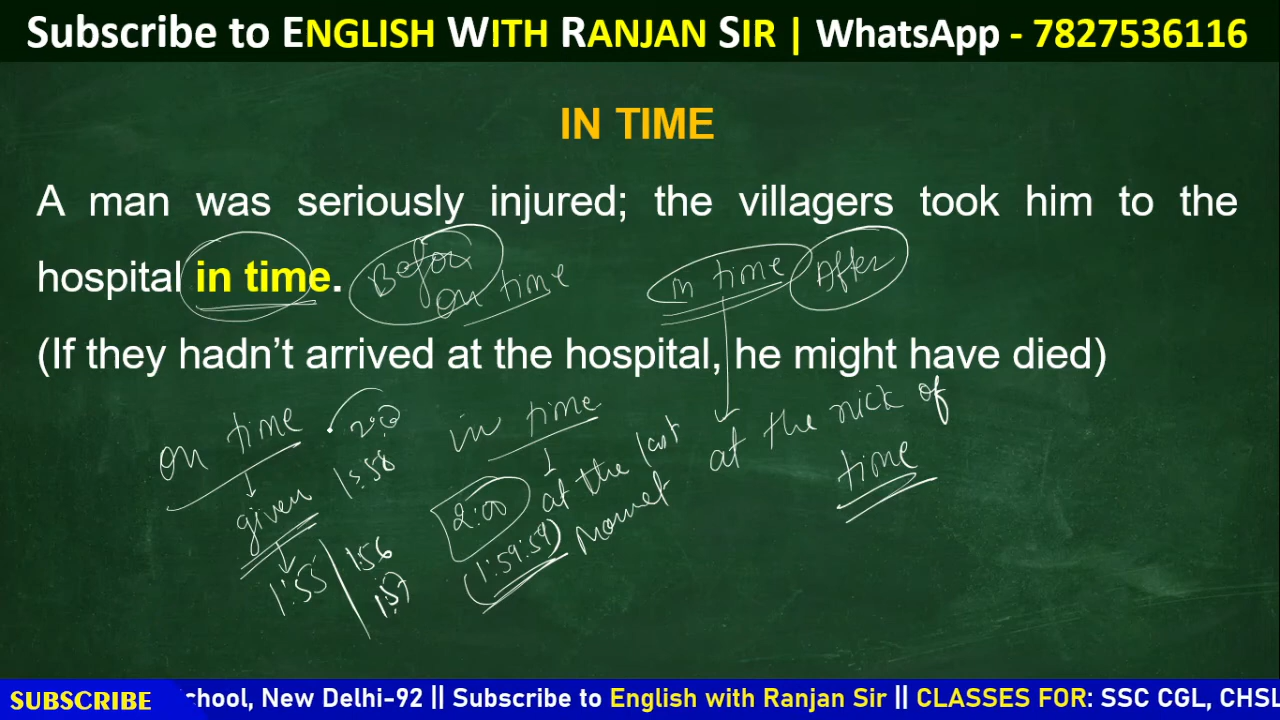 Subscribe to ENGLISH WITH RANJAN SIR | WhatsApp - 7827536116
IN TIME
A man was seriously injured; the villagers took him to the
hospital in time.
Before
on time
in time
After
(If they hadn't arrived at the hospital, he might have died)
on time
2:00
1:58
given
1:55
1:56
1:57
in time
2:00
at the last
1:59:59
at the nick of
time
SUBSCRIBE
chool, New Delhi-92 || Subscribe to English with Ranjan Sir || CLASSES FOR: SSC CGL, CHSL